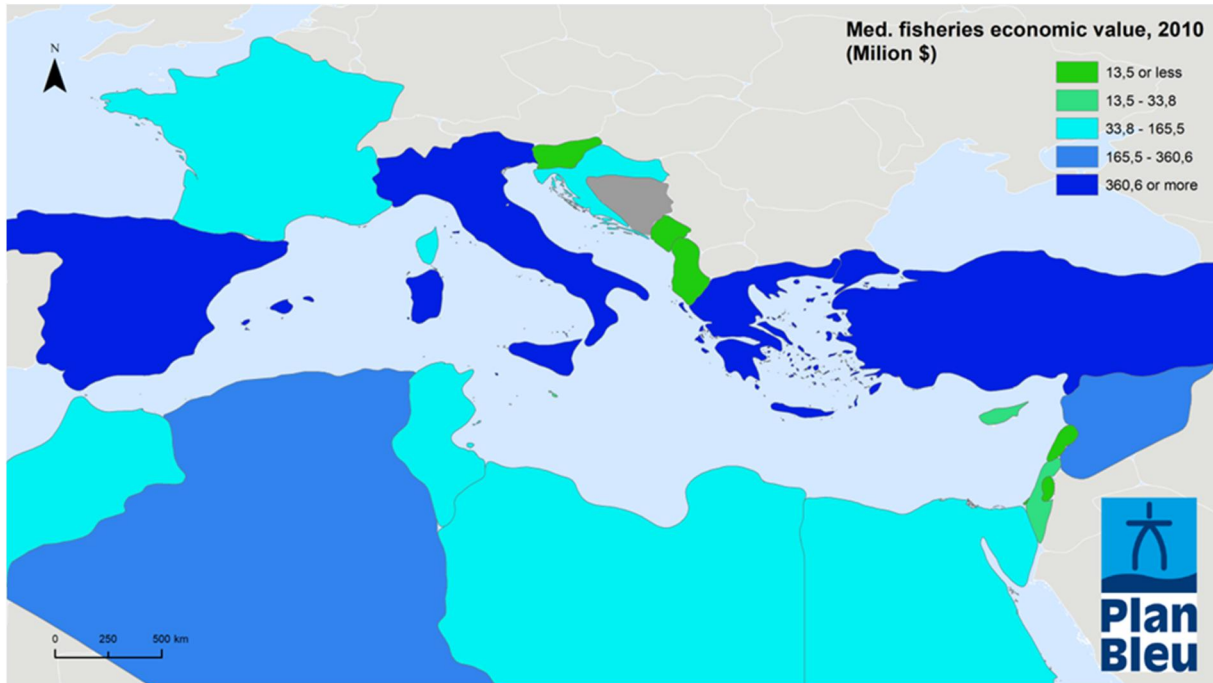 Med. fisheries economic value, 2010
(Milion $)
13,5 or less
13,5 - 33,8
33,8 - 165,5
165,5 - 360,6
360,6 or more
N
0 250 500 km
Plan
Bleu